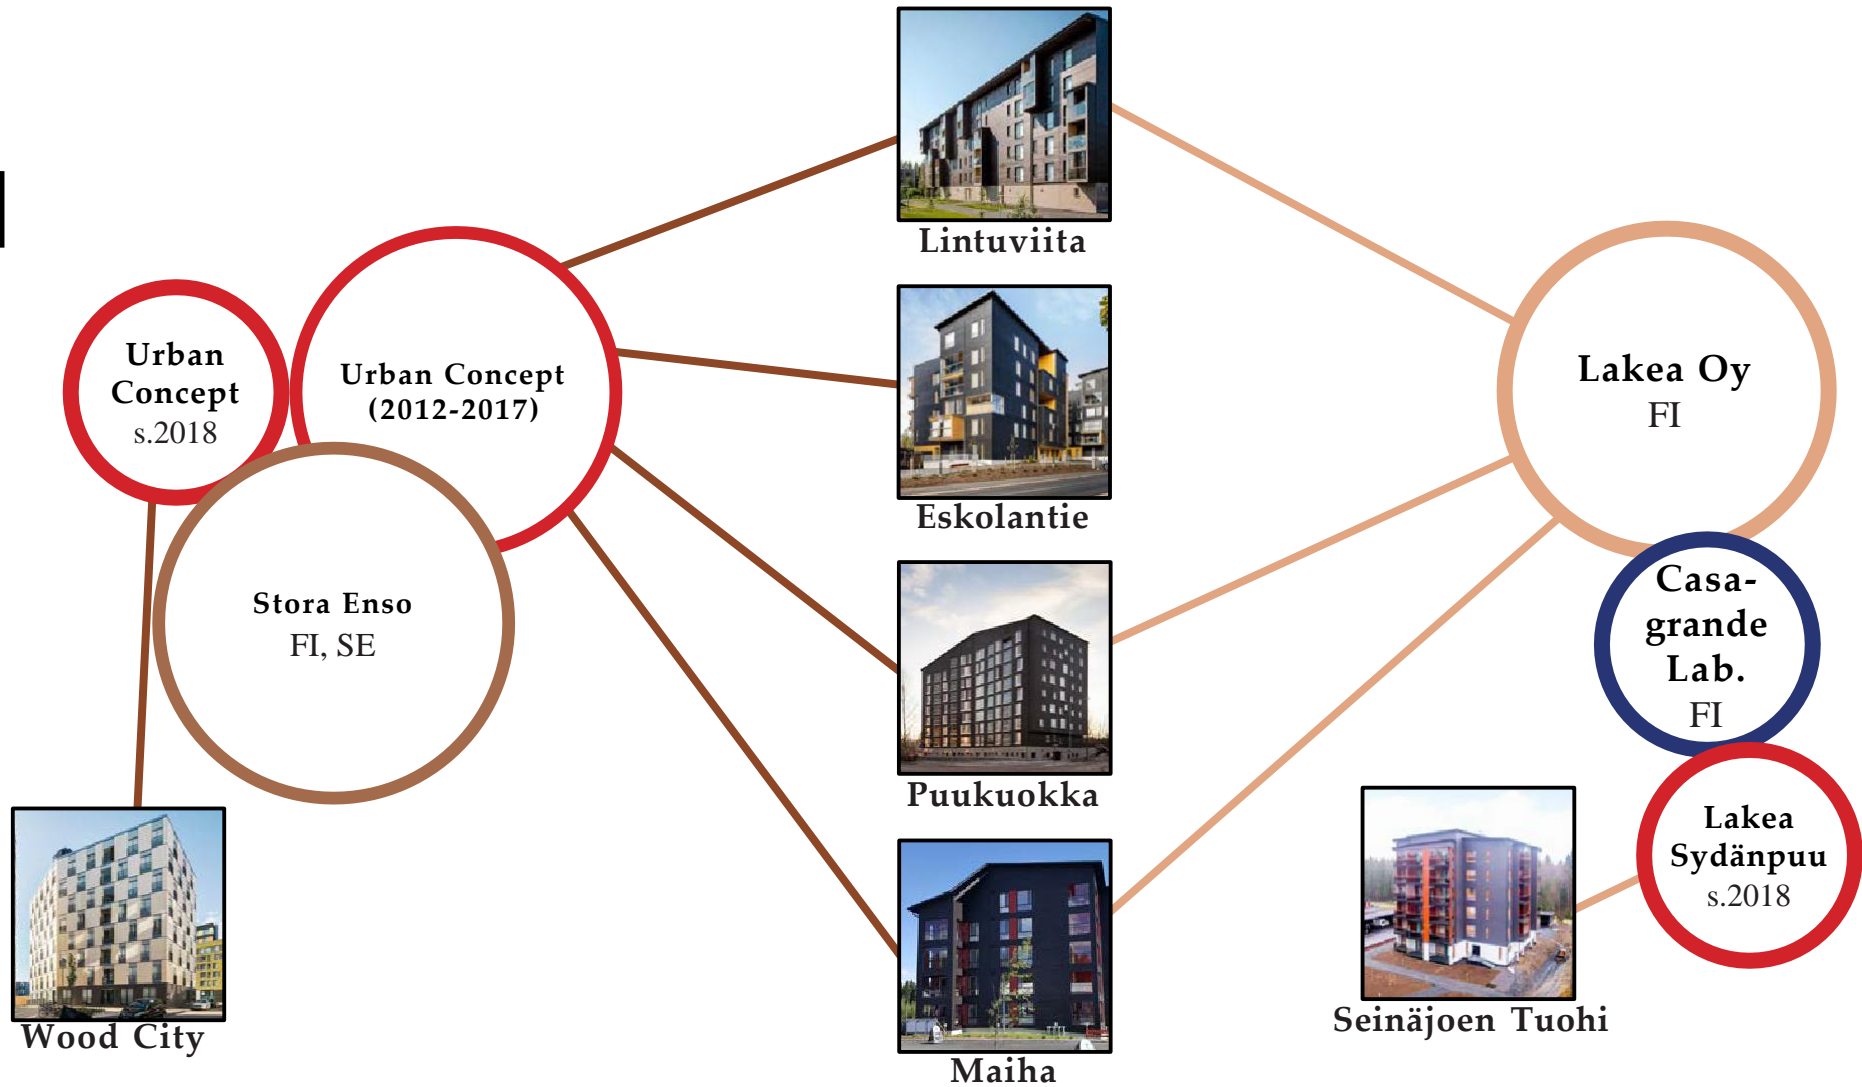 Lintuviita
Urban
Concept
s.2018
Urban Concept
(2012-2017)
Eskolantie
Stora Enso
FI, SE
Puukuokka
Wood City
Maiha
Lakea Oy
FI
Casa-
grande
Lab.
FI
Lakea
Sydänpuu
s.2018
Seinäjoen Tuohi